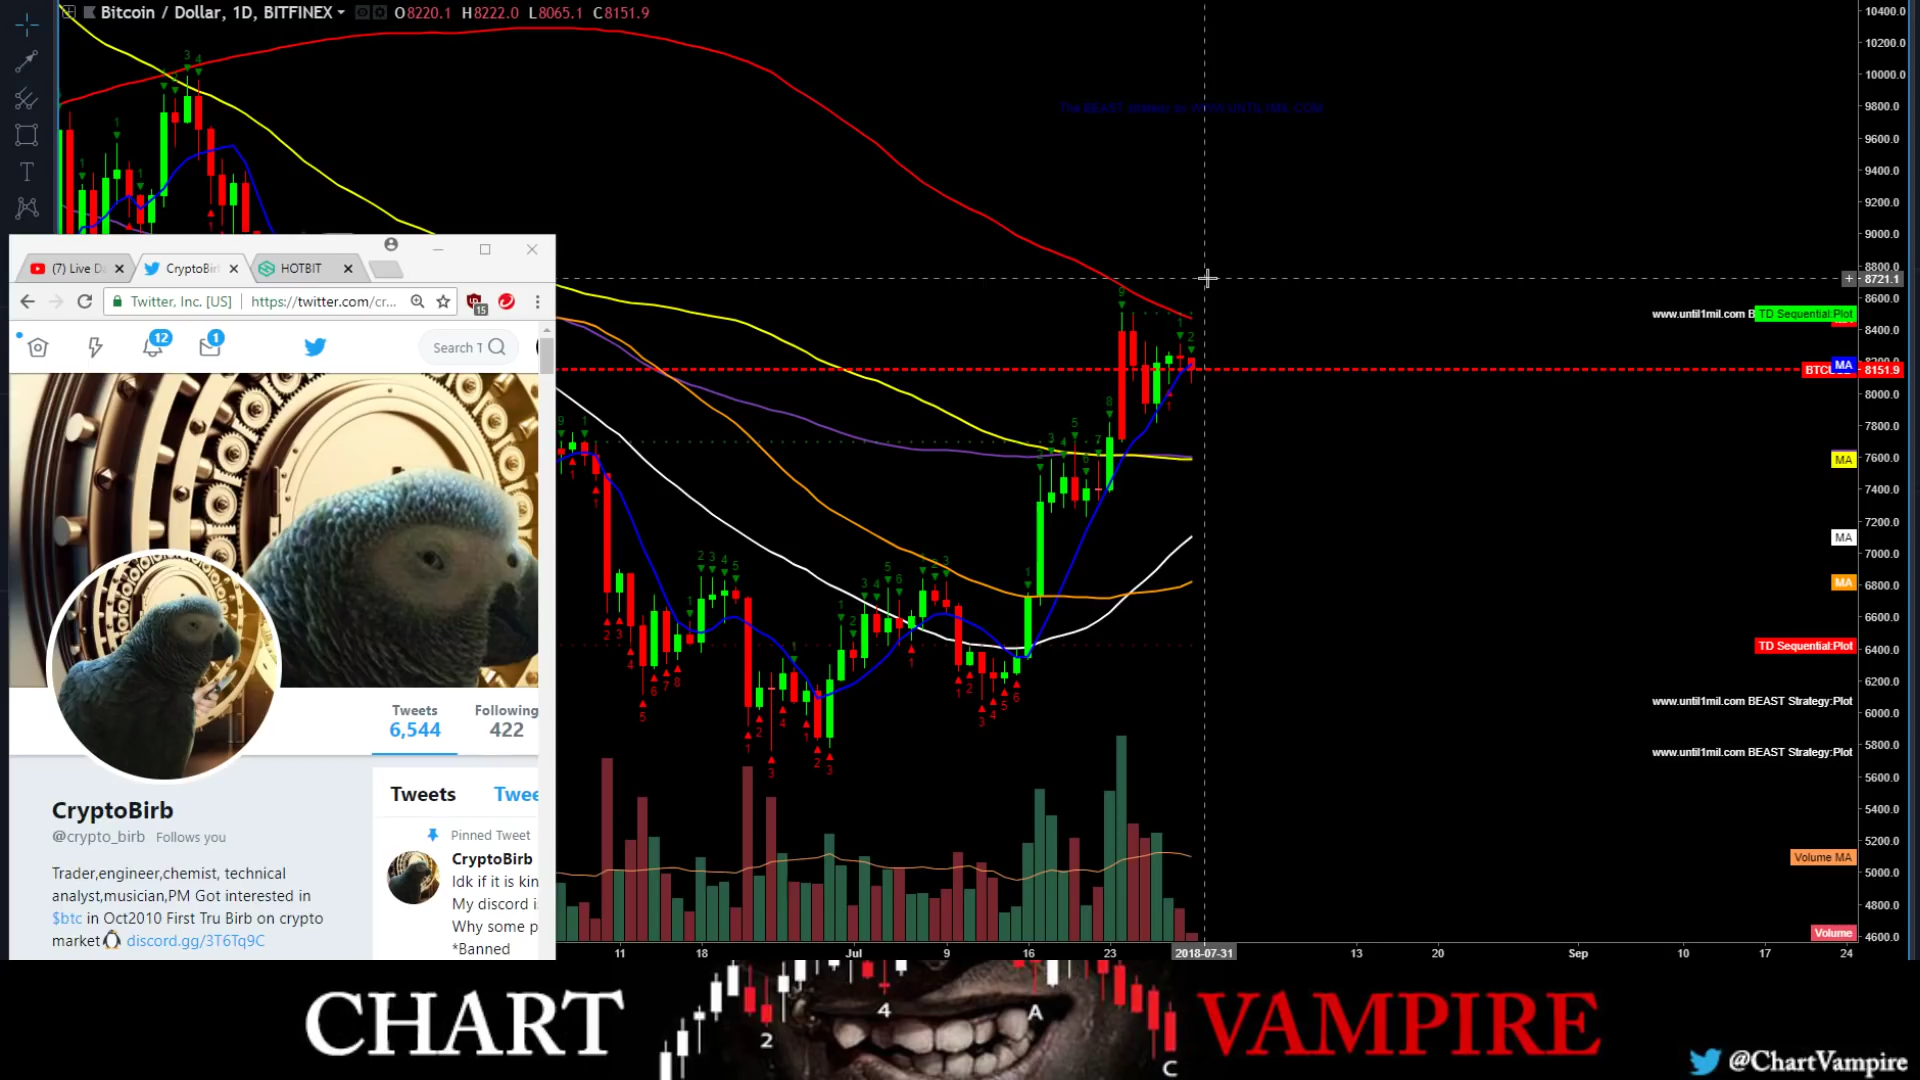 Bitcoin / Dollar, 1D, BITFINEX O8220.1 H8222.0 L8065.1 C8151.9
10400.0
10200.0
10000.0
9800.0
9600.0
9400.0
9200.0
9000.0
8800.0
8721.1
8600.0
8400.0
8151.9
8000.0
7800.0
7600.0
7400.0
7200.0
7000.0
6800.0
6600.0
6400.0
6200.0
6000.0
5800.0
5600.0
5400.0
5200.0
5000.0
4800.0
4600.0
www.until1mil.com B TD Sequential:Plot
MA
MA
MA
MA
TD Sequential:Plot
www.until1mil.com BEAST Strategy:Plot
www.until1mil.com BEAST Strategy:Plot
Volume MA
Volume
11 18 Jul 9 16 23 2018-07-31 13 20 Sep 10 17 24
(7) Live D
CryptoBir
HOTBIT
Twitter, Inc. [US] https://twitter.com/cr...
15
12
1
Search T
Tweets
6,544
Following
422
CryptoBirb
@crypto_birb Follows you
Trader,engineer,chemist, technical
analyst,musician,PM Got interested in
$btc in Oct2010 First Tru Birb on crypto
market discord.gg/3T6Tq9C
Tweets Twee
Pinned Tweet
CryptoBirb
Idk if it is kin
My discord i
Why some p
*Banned
CHART VAMPIRE
2
4
A
C
@ChartVampire